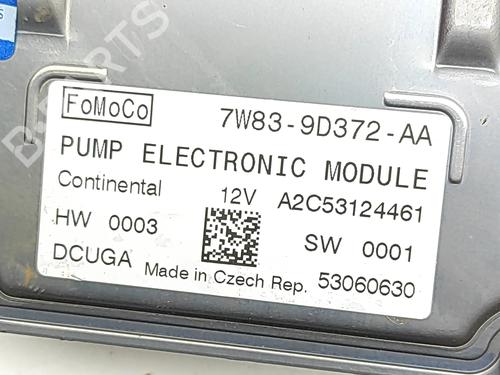 FoMoCo 7W83-9D372-AA
PUMP ELECTRONIC MODULE
Continental 12V A2C53124461
HW 0003 SW 0001
DCUGA Made in Czech Rep. 53060630